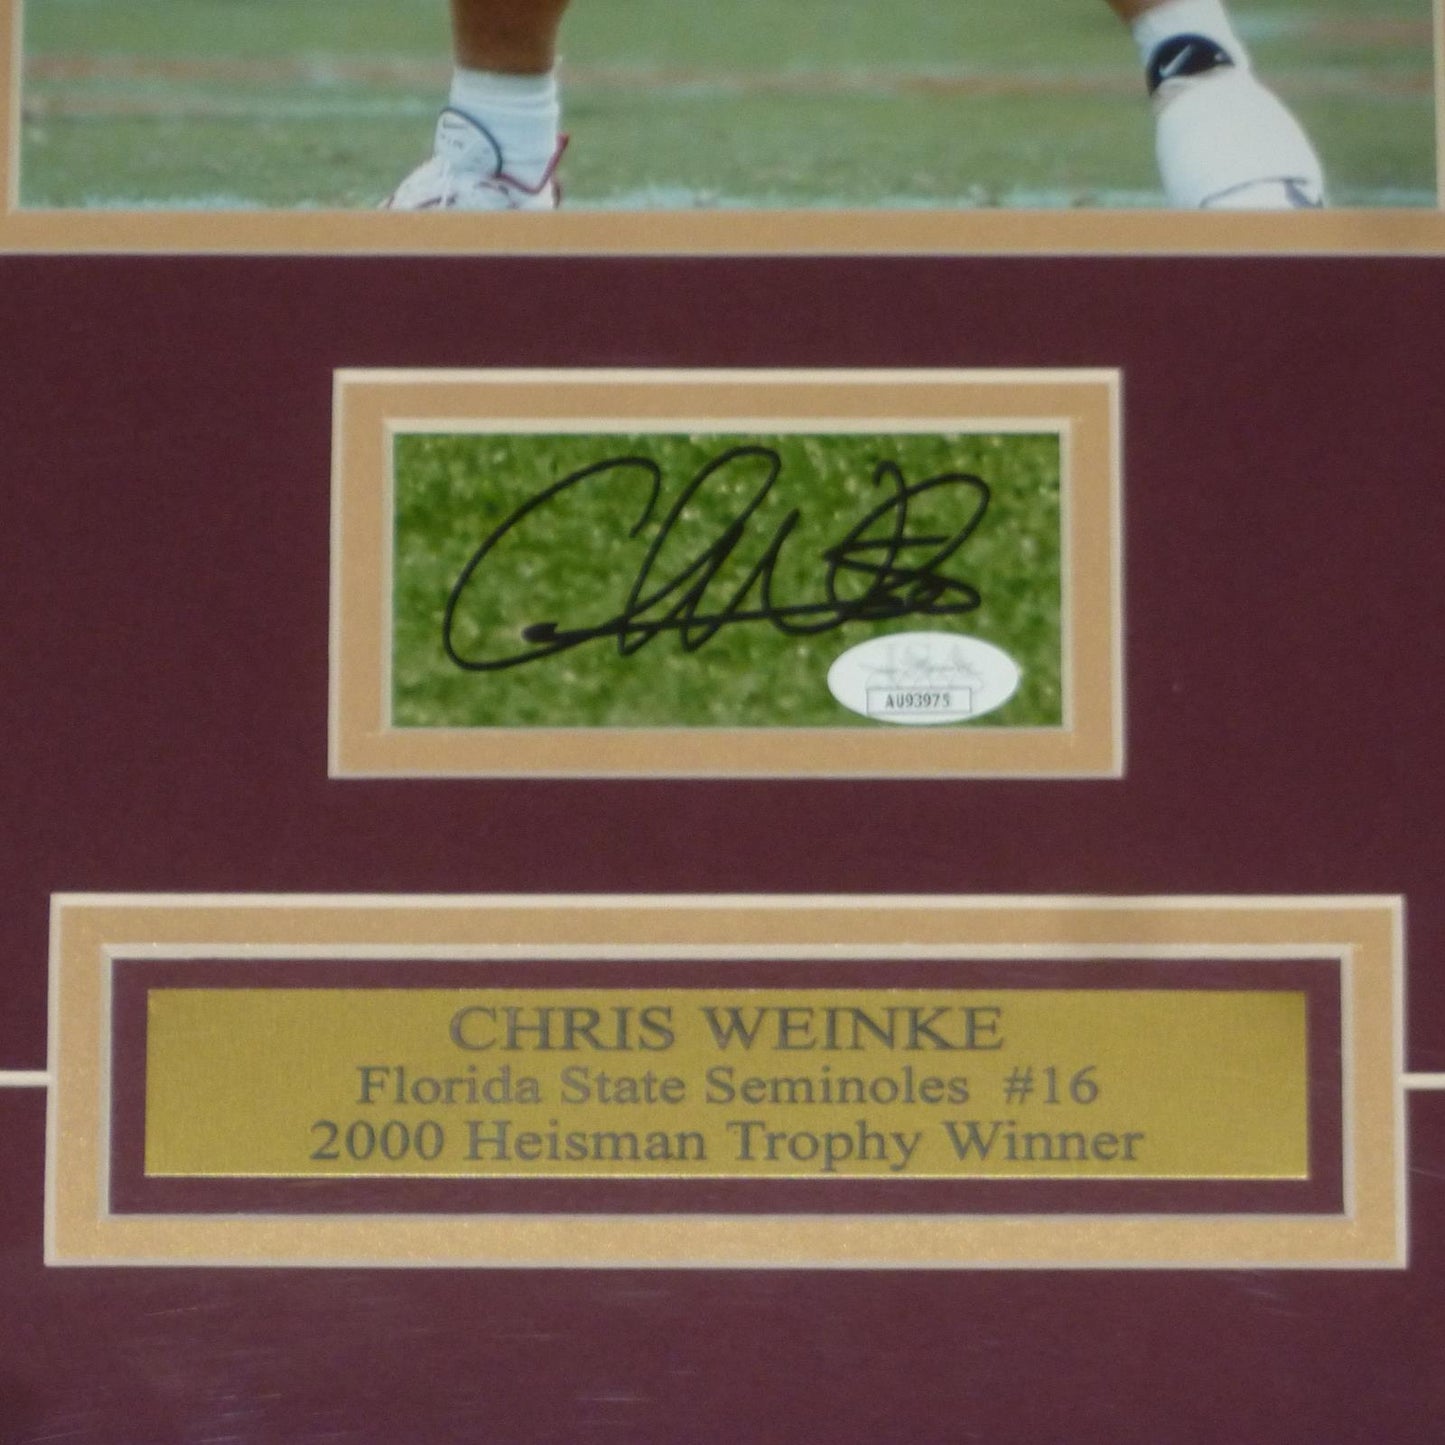 AU93975
CHRIS WEINKE
Florida State Seminoles #16
2000 Heisman Trophy Winner